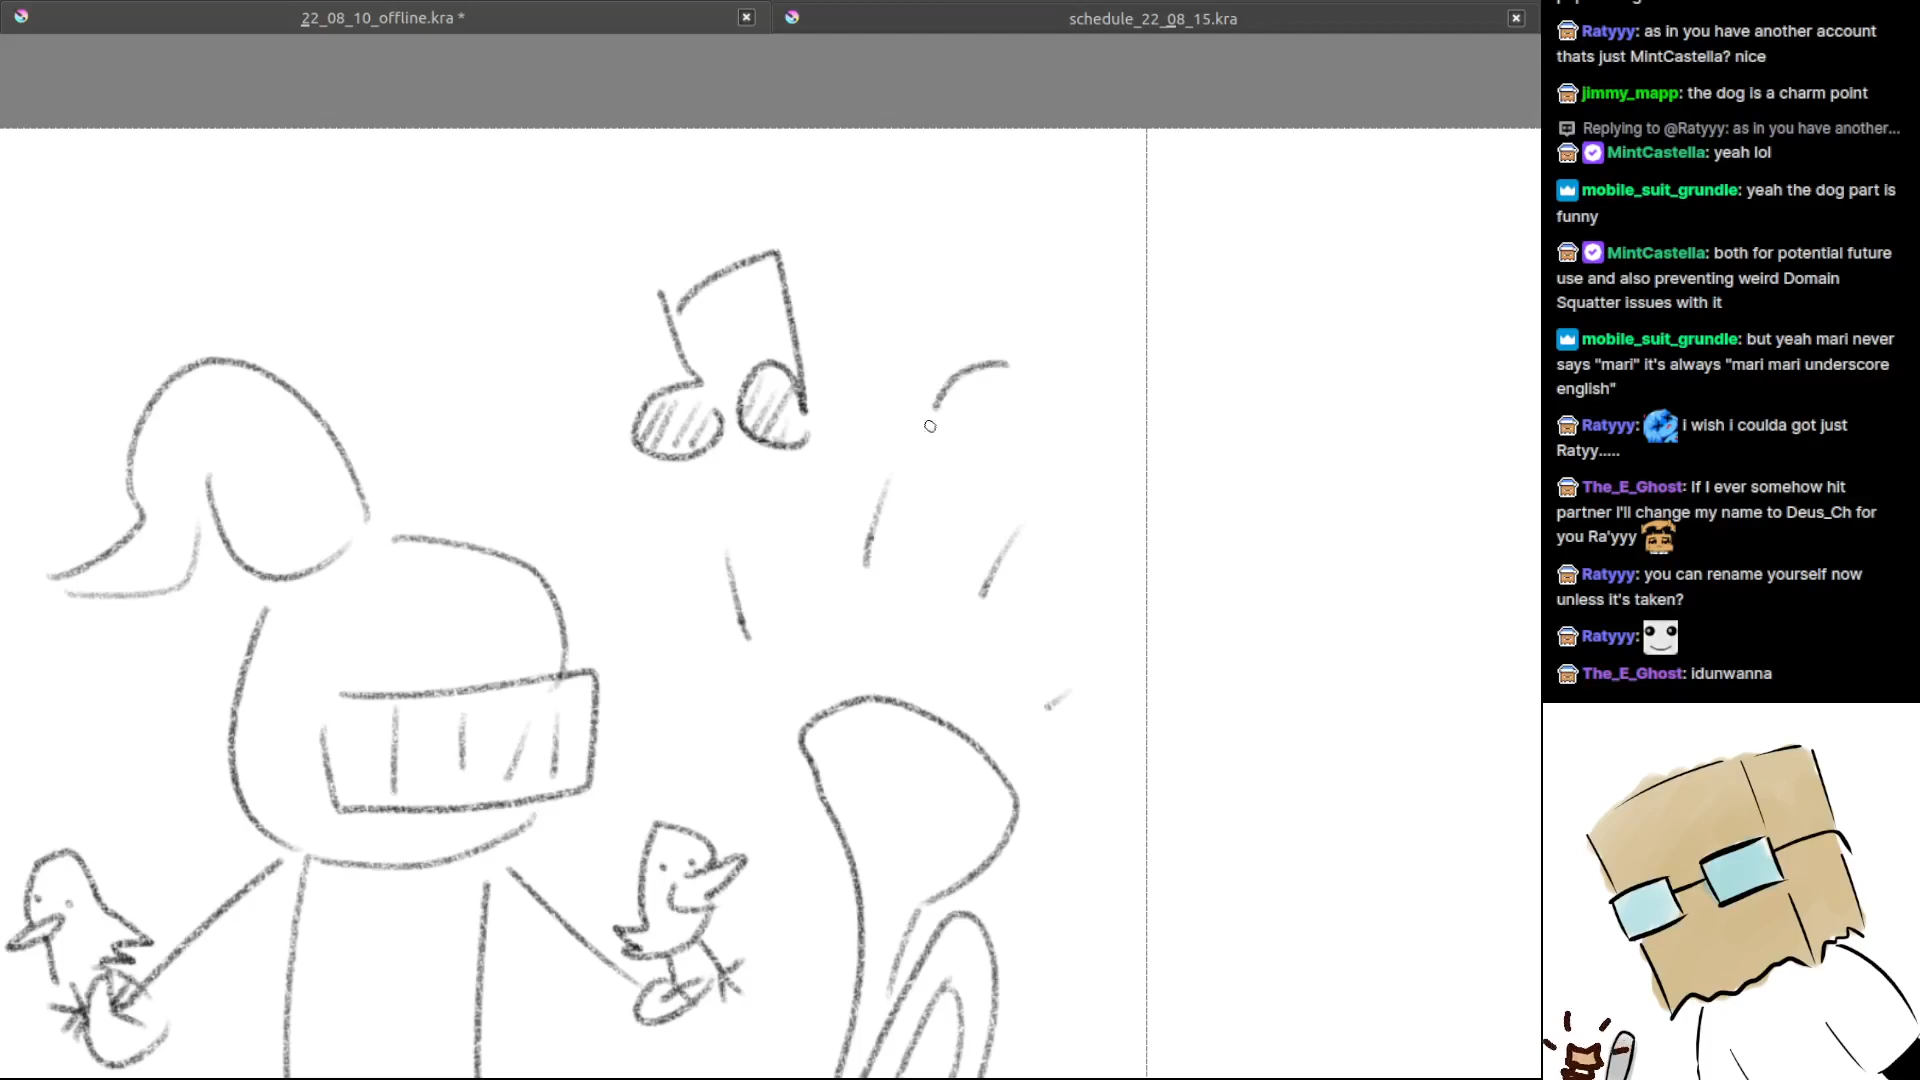 22_08_10_offline.kra *
schedule_22_08_15.kra
Ratyyy: as in you have another account
thats just MintCastella? nice
jimmy_mapp: the dog is a charm point
Replying to @Ratyyy: as in you have another...
MintCastella: yeah lol
mobile_suit_grundle: yeah the dog part is
funny
MintCastella: both for potential future
use and also preventing weird Domain
Squatter issues with it
mobile_suit_grundle: but yeah mari never
says "mari" it's always "mari mari underscore
english"
Ratyyy: i wish i coulda got just
Ratyy.....
The_E_Ghost: If I ever somehow hit
partner I'll change my name to Deus_Ch for
you Ra'yyy
Ratyyy: you can rename yourself now
unless it's taken?
Ratyyy:
The_E_Ghost: idunwanna